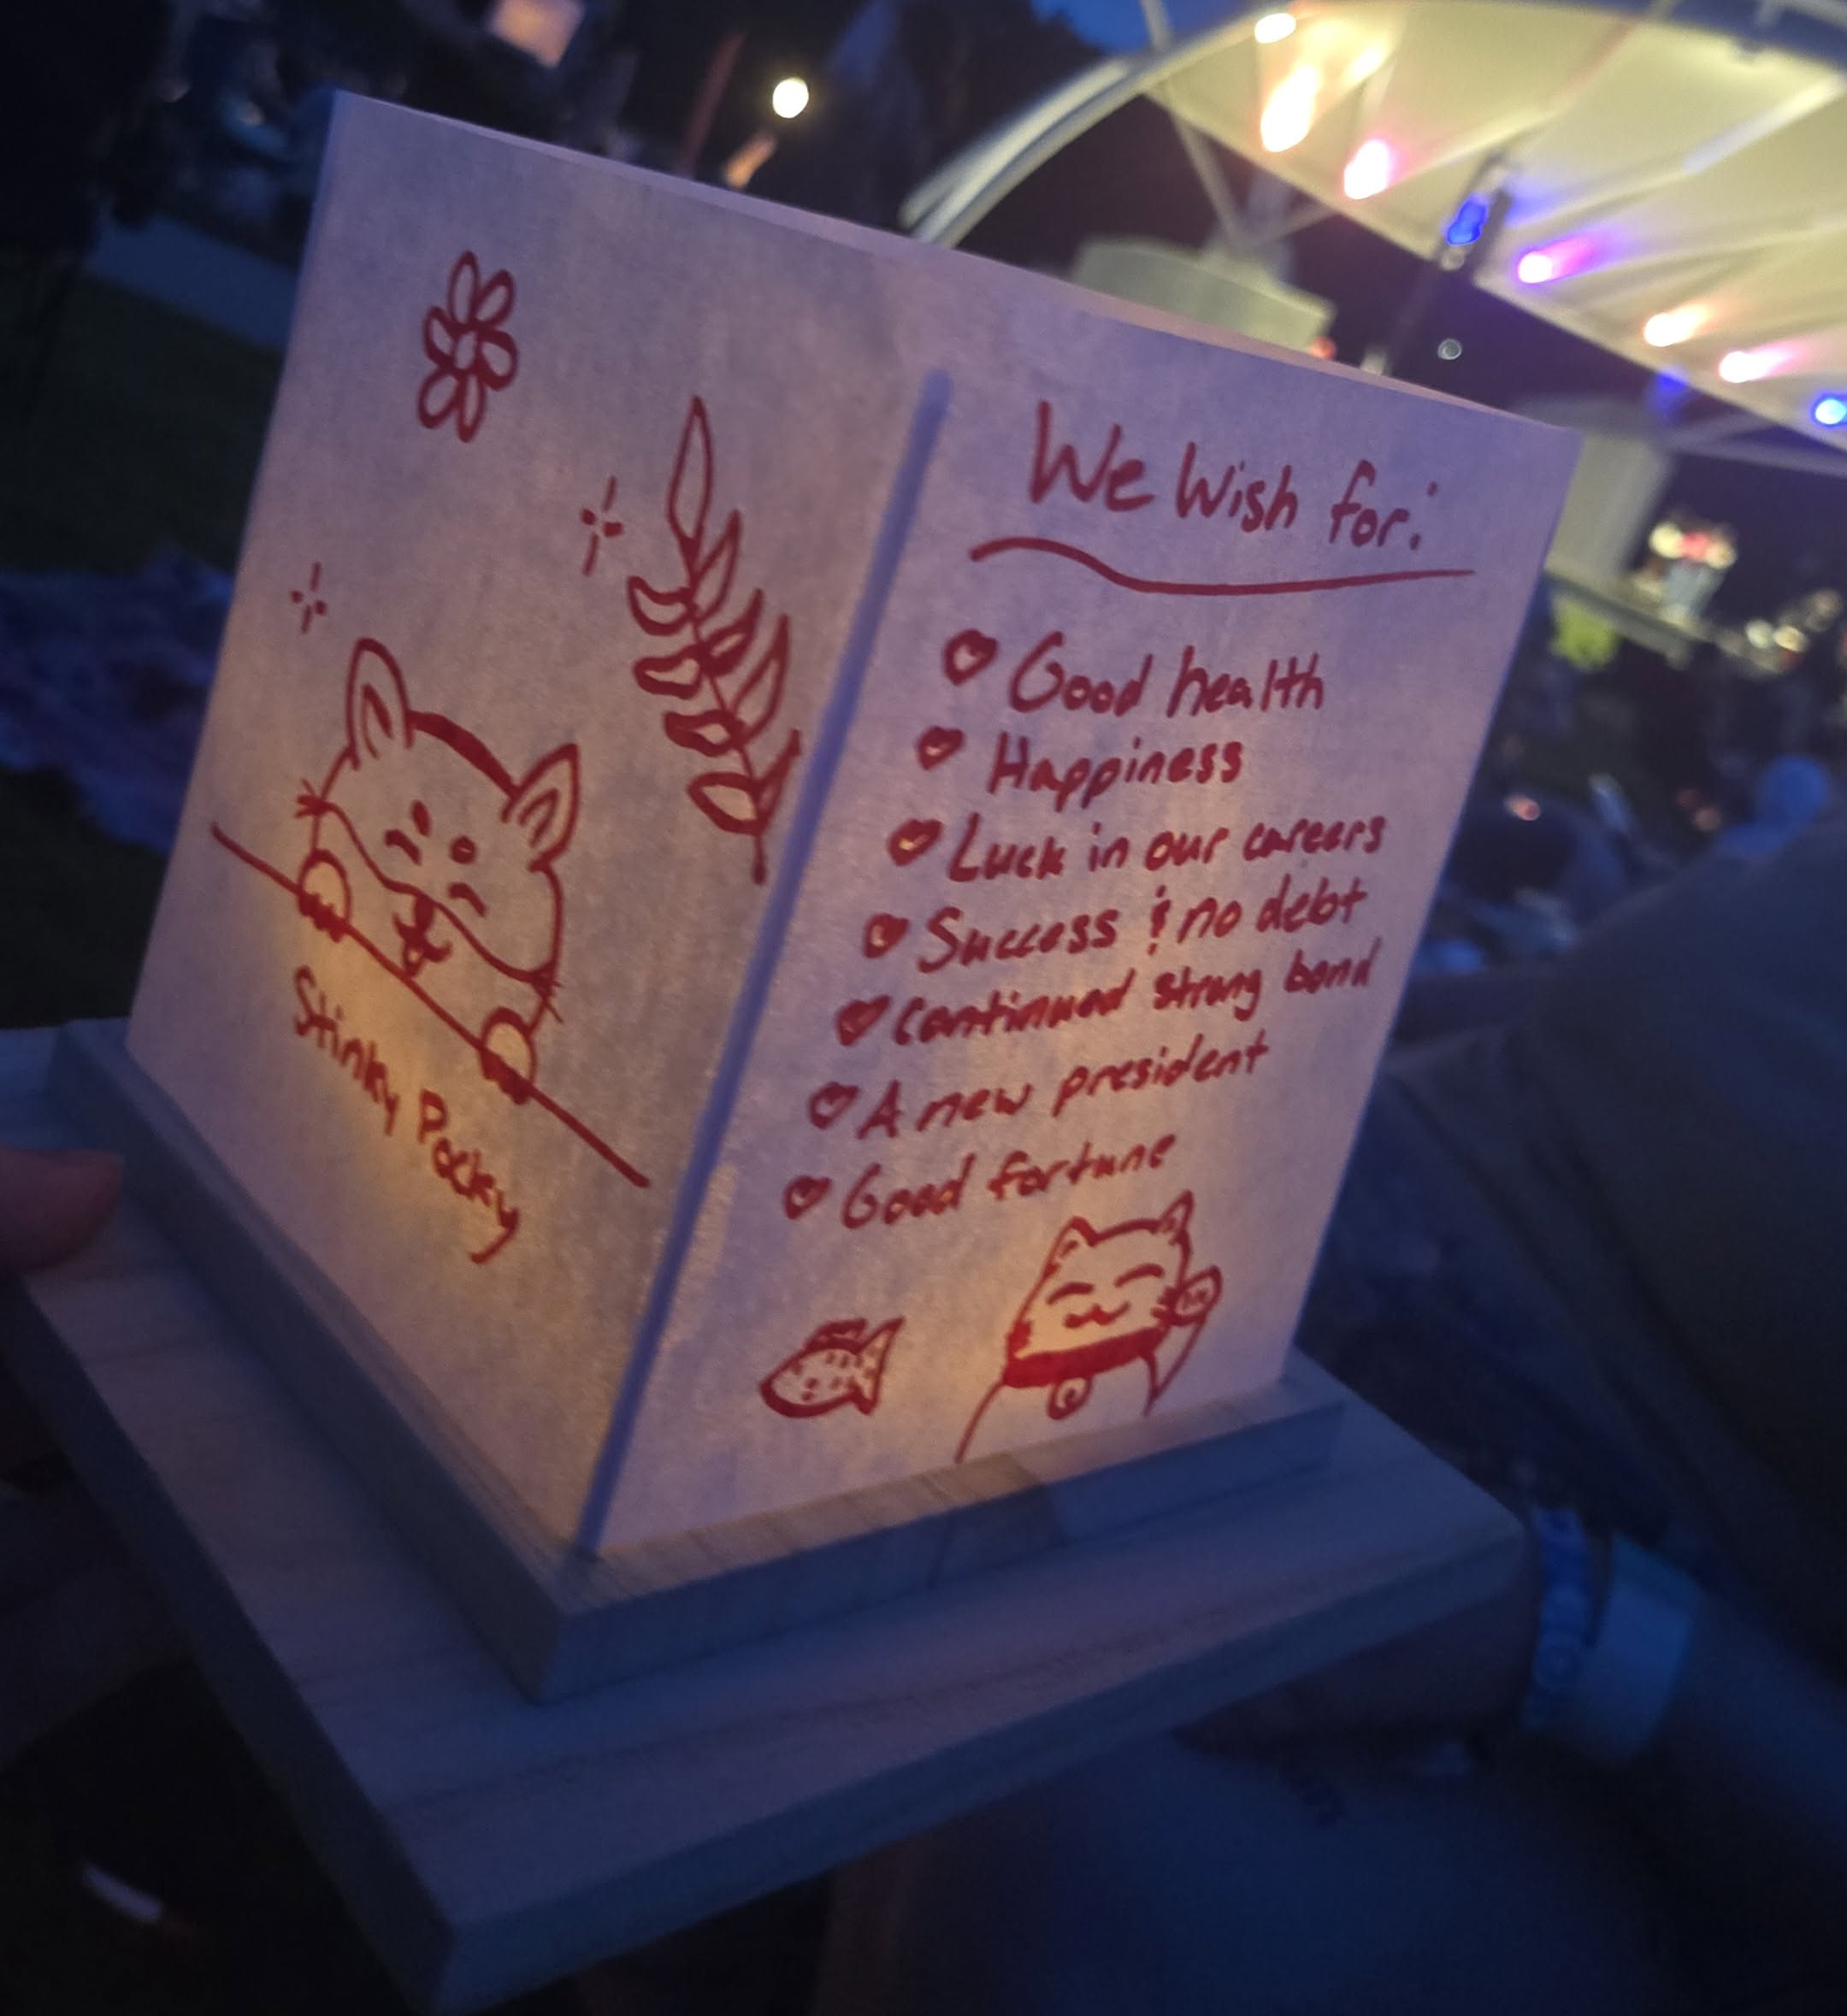 Stinky Pocky
We Wish for:
Good health
Happiness
Luck in our careers
Success & no debt
Continued strong bond
A new president
Good fortune